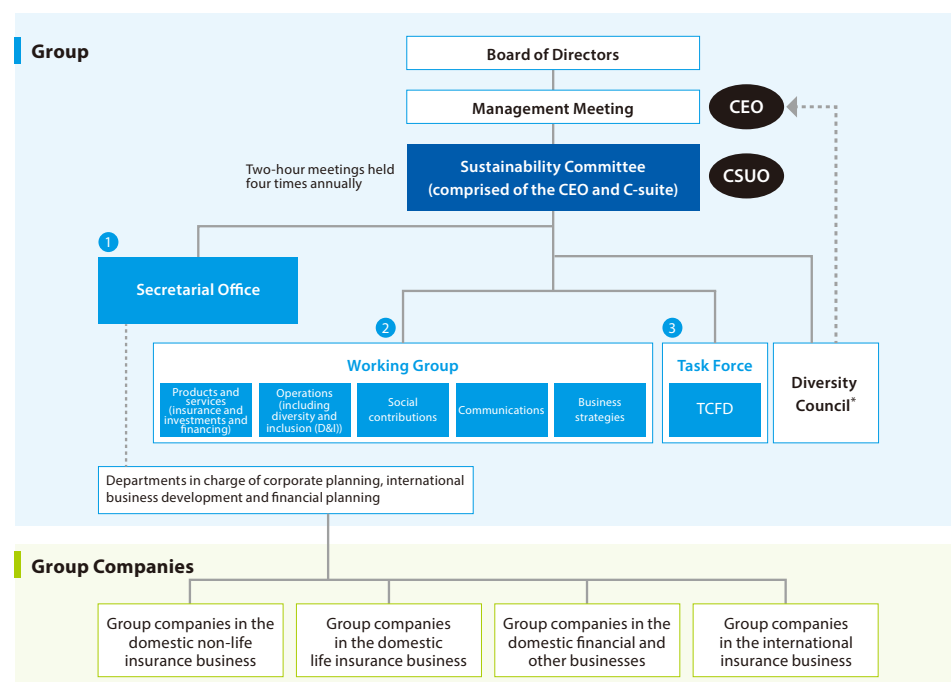 Group
Board of Directors
Management Meeting
CEO
Two-hour meetings held
four times annually
Sustainability Committee
(comprised of the CEO and C-suite)
CSUO
1
Secretarial Office
2
3
Working Group
Products and
services
(insurance and
investments and
financing)
Operations
(including
diversity and
inclusion (D&I))
Social
contributions
Communications
Business
strategies
Task Force
TCFD
Diversity
Council*
Departments in charge of corporate planning, international
business development and financial planning
Group Companies
Group companies in the
domestic non-life
insurance business
Group companies
in the domestic
life insurance business
Group companies in the
domestic financial and
other businesses
Group companies
in the international
insurance business